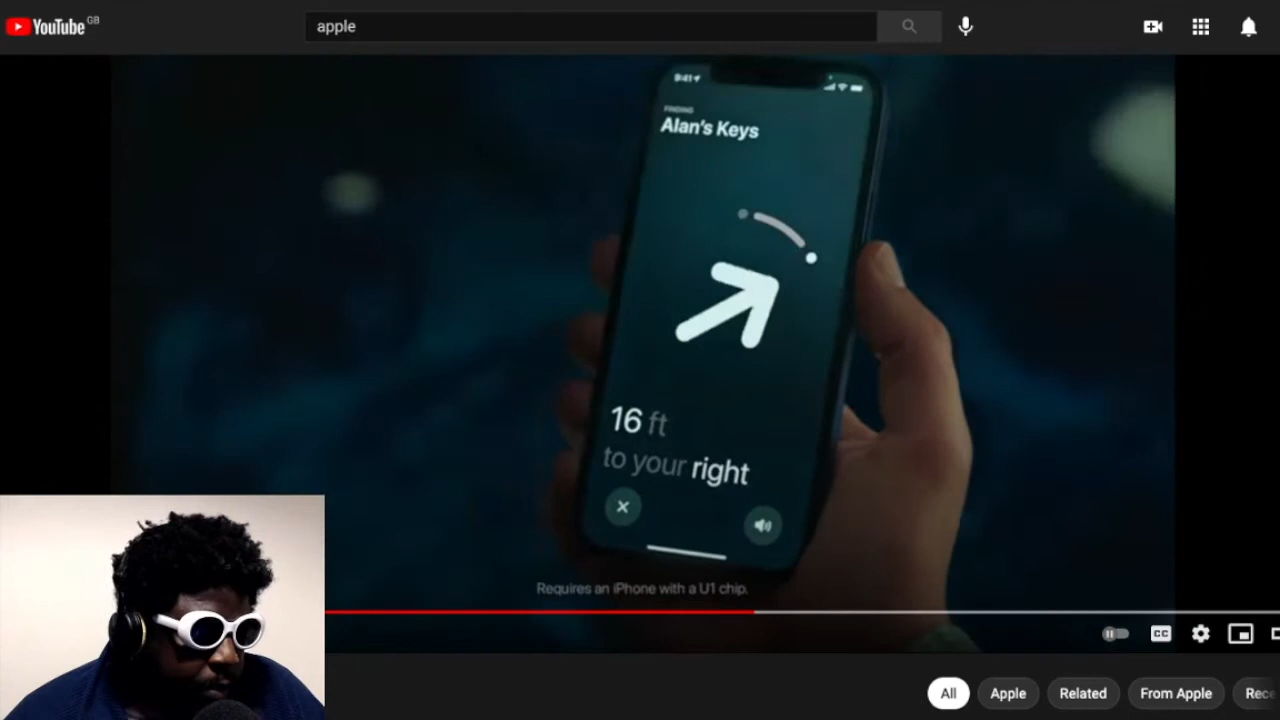 YouTube GB
apple
9:41
FINDING
Alan's Keys
16 ft
to your right
Requires an iPhone with a U1 chip.
CC
All
Apple
Related
From Apple
Rece